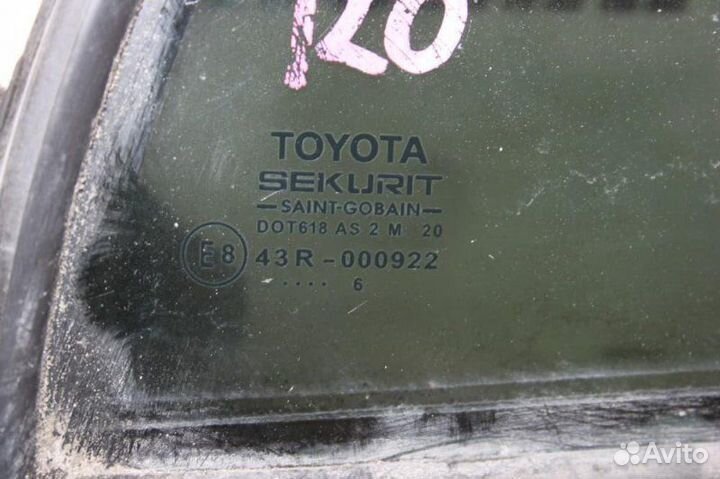 120
TOYOTA
SEKURIT
SAINT-GOBAIN
DOT618 AS 2 M 20
E8 43R-000922
.... 6
Avito